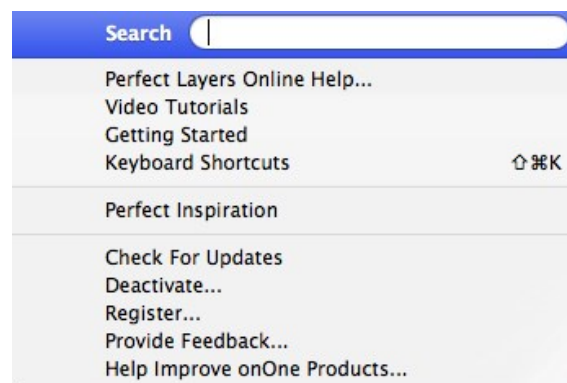 Search
Perfect Layers Online Help...
Video Tutorials
Getting Started
Keyboard Shortcuts ⇧⌘K
Perfect Inspiration
Check For Updates
Deactivate...
Register...
Provide Feedback...
Help Improve onOne Products...